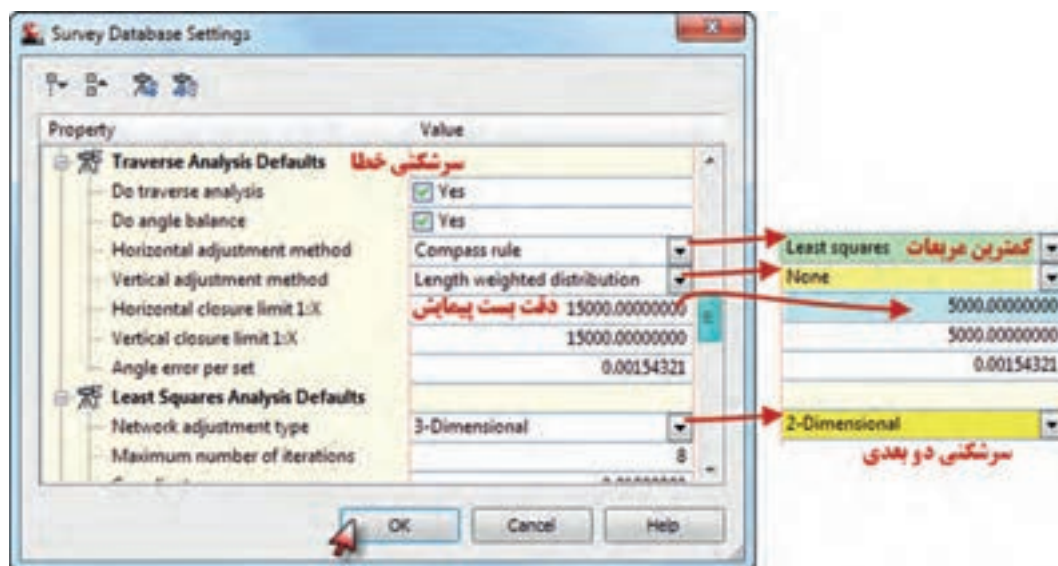 Survey Database Settings
Property Value
Traverse Analysis Defaults سرشکنی خطا
Do traverse analysis Yes
Do angle balance Yes
Horizontal adjustment method Compass rule Least squares کمترین مربعات
Vertical adjustment method Length weighted distribution None
Horizontal closure limit 1:X دقت بست پیمایش 15000.00000000 5000.00000000
Vertical closure limit 1:X 15000.00000000 5000.00000000
Angle error per set 0.00154321 0.00154321
Least Squares Analysis Defaults
Network adjustment type 3-Dimensional 2-Dimensional
Maximum number of iterations 8 سرشکنی دو بعدی
OK Cancel Help